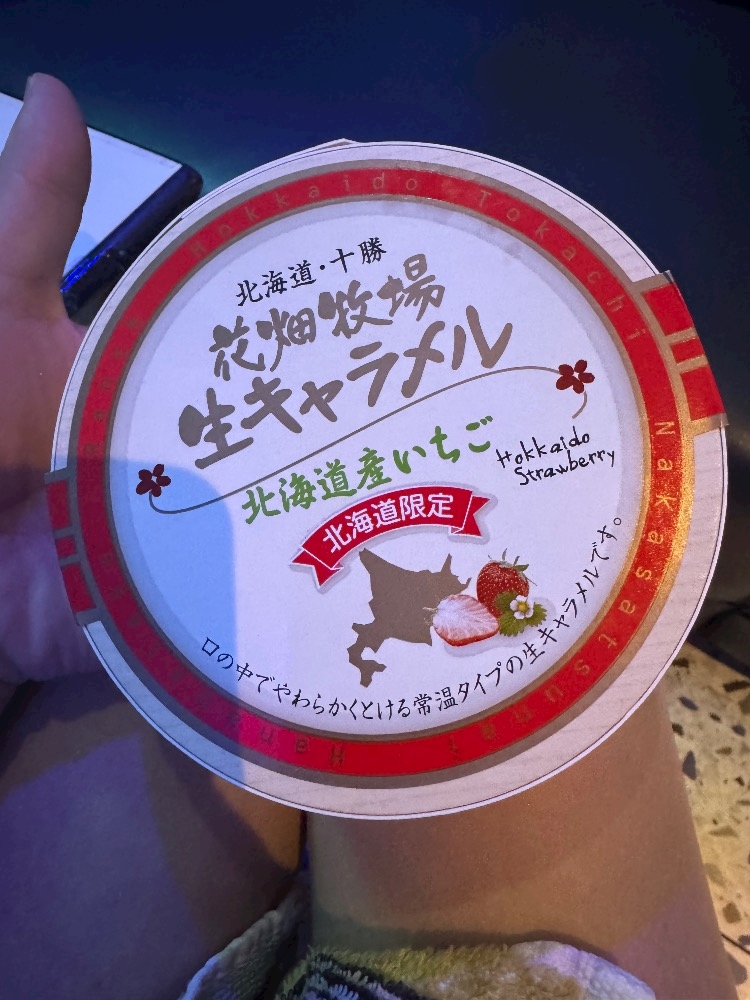 Hokkaido Tokachi Nakasatsunai
北海道・十勝
花畑牧場
生キャラメル
北海道産いちご
Hokkaido
Strawberry
北海道限定
口の中でやわらかくとける常温タイプの生キャラメルです。